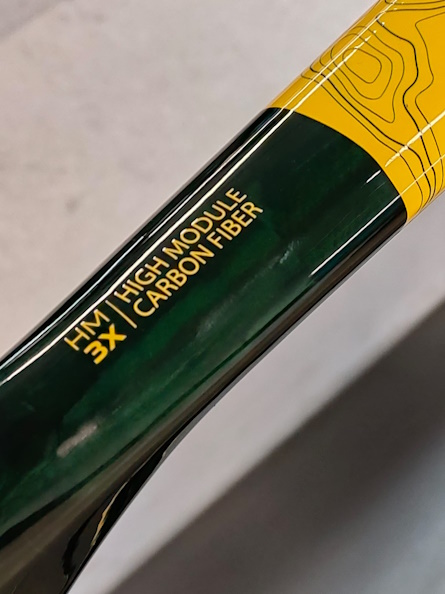 HM
3X
HIGH MODULE
CARBON FIBER